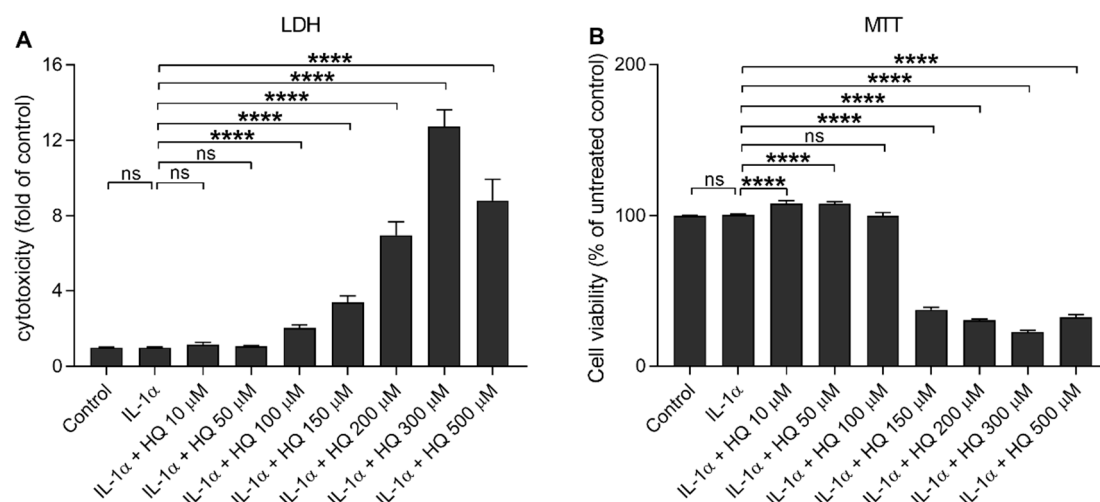 A
LDH
cytotoxicity (fold of control)
16
12
8
4
0
****
****
****
****
****
ns
ns
ns
Control
IL-1α
IL-1α + HQ 10 μM
IL-1α + HQ 50 μM
IL-1α + HQ 100 μM
IL-1α + HQ 150 μM
IL-1α + HQ 200 μM
IL-1α + HQ 300 μM
IL-1α + HQ 500 μM
B
MTT
Cell viability (% of untreated control)
200
100
0
****
****
****
****
ns
****
ns
****
Control
IL-1α
IL-1α + HQ 10 μM
IL-1α + HQ 50 μM
IL-1α + HQ 100 μM
IL-1α + HQ 150 μM
IL-1α + HQ 200 μM
IL-1α + HQ 300 μM
IL-1α + HQ 500 μM